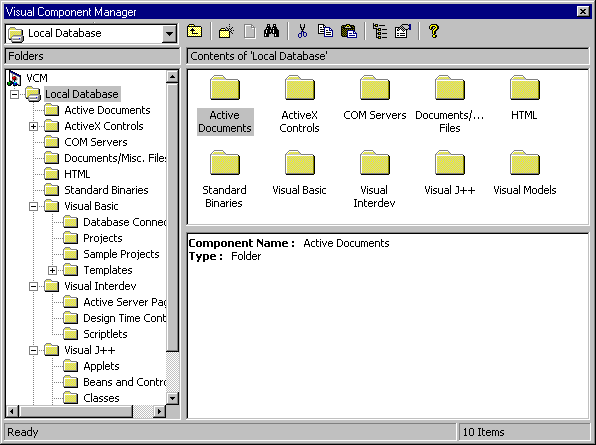 Visual Component Manager
Local Database
Folders
Contents of 'Local Database'
VCM
Local Database
Active Documents
ActiveX Controls
COM Servers
Documents/Misc. Files
HTML
Standard Binaries
Visual Basic
Database Connec
Projects
Sample Projects
Templates
Visual Interdev
Active Server Pag
Design Time Cont
Scriptlets
Visual J++
Applets
Beans and Contro
Classes
Active Documents
ActiveX Controls
COM Servers
Documents/... Files
HTML
Standard Binaries
Visual Basic
Visual Interdev
Visual J++
Visual Models
Component Name : Active Documents
Type : Folder
Ready
10 Items